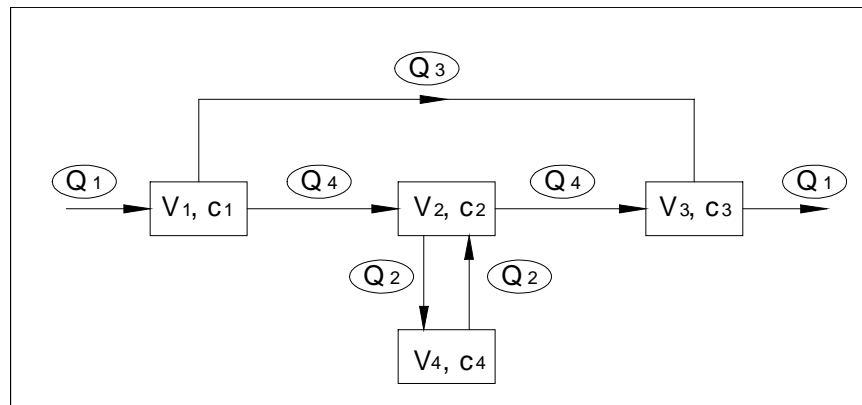 Q3
Q1 Q4 Q4 Q1
V1, c1 V2, c2 V3, c3
Q2 Q2
V4, c4